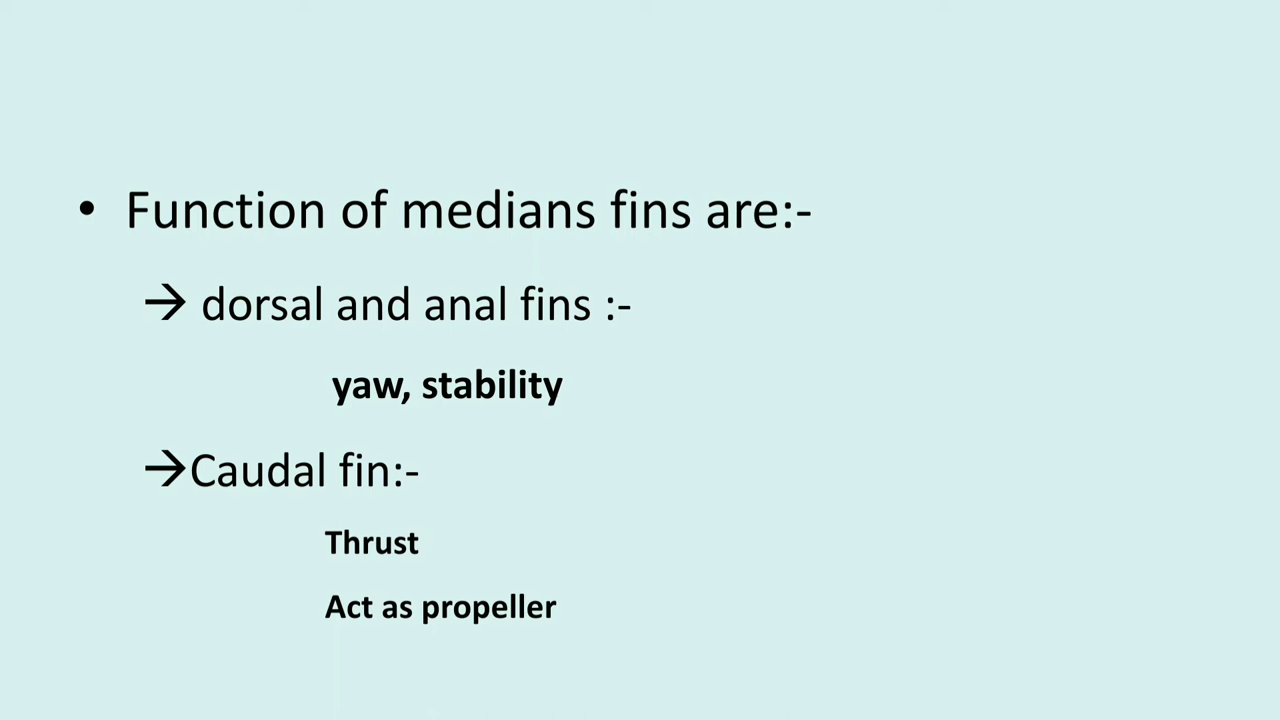 • Function of medians fins are:-
→ dorsal and anal fins :-
yaw, stability
→Caudal fin:-
Thrust
Act as propeller